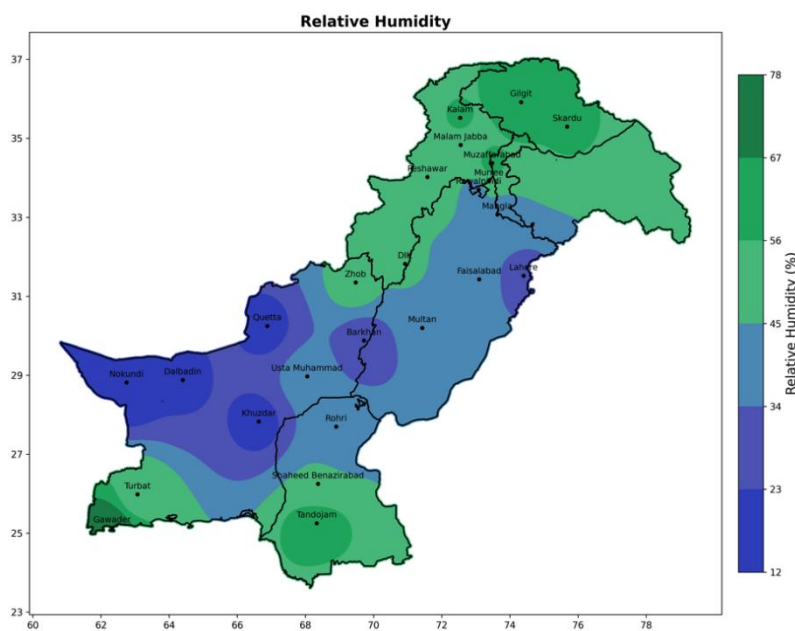 Relative Humidity
37
35
33
31
29
27
25
23
60
62
64
66
68
70
72
74
76
78
Gilgit
Kalam
Skardu
Malam Jabba
Muzaffarabad
Peshawar
Murree
Rawalpindi
Mangla
DIK
Zhob
Faisalabad
Lahore
Quetta
Multan
Barkhan
Nokundi
Dalbadin
Usta Muhammad
Khuzdar
Rohri
Turbat
Shaheed Benazirabad
Gawader
Tandojam
78
67
56
45
34
23
12
Relative Humidity (%)